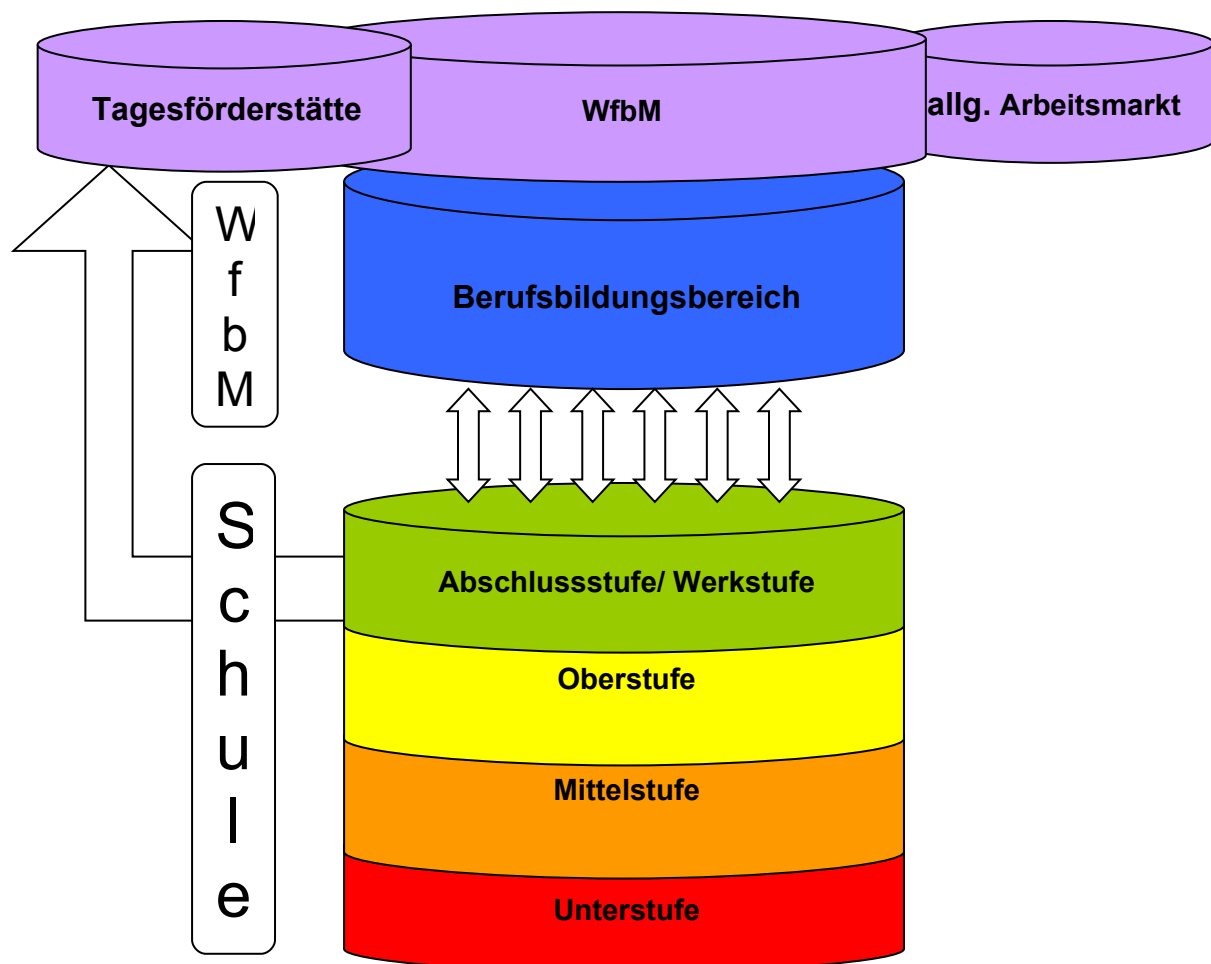 Tagesförderstätte
WfbM
allg. Arbeitsmarkt
W
f
b
M
Berufsbildungsbereich
S
c
h
u
l
e
Abschlussstufe/ Werkstufe
Oberstufe
Mittelstufe
Unterstufe